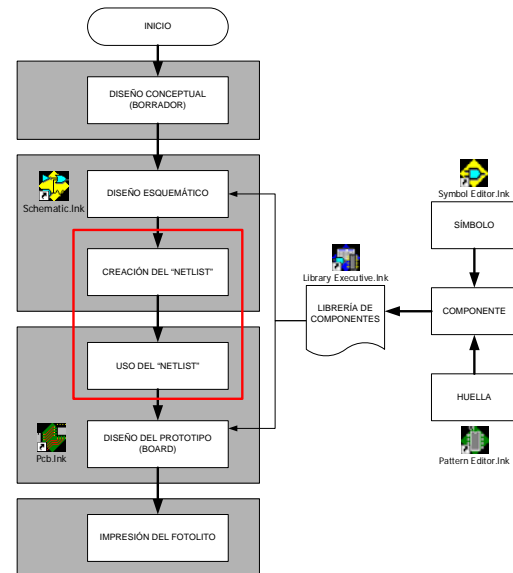 INICIO
DISEÑO CONCEPTUAL
(BORRADOR)
DISEÑO ESQUEMÁTICO
Schematic.lnk
CREACIÓN DEL “NETLIST”
USO DEL “NETLIST”
DISEÑO DEL PROTOTIPO
(BOARD)
Pcb.lnk
IMPRESIÓN DEL FOTOLITO
Library Executive.lnk
LIBRERÍA DE
COMPONENTES
Symbol Editor.lnk
SÍMBOLO
COMPONENTE
HUELLA
Pattern Editor.lnk